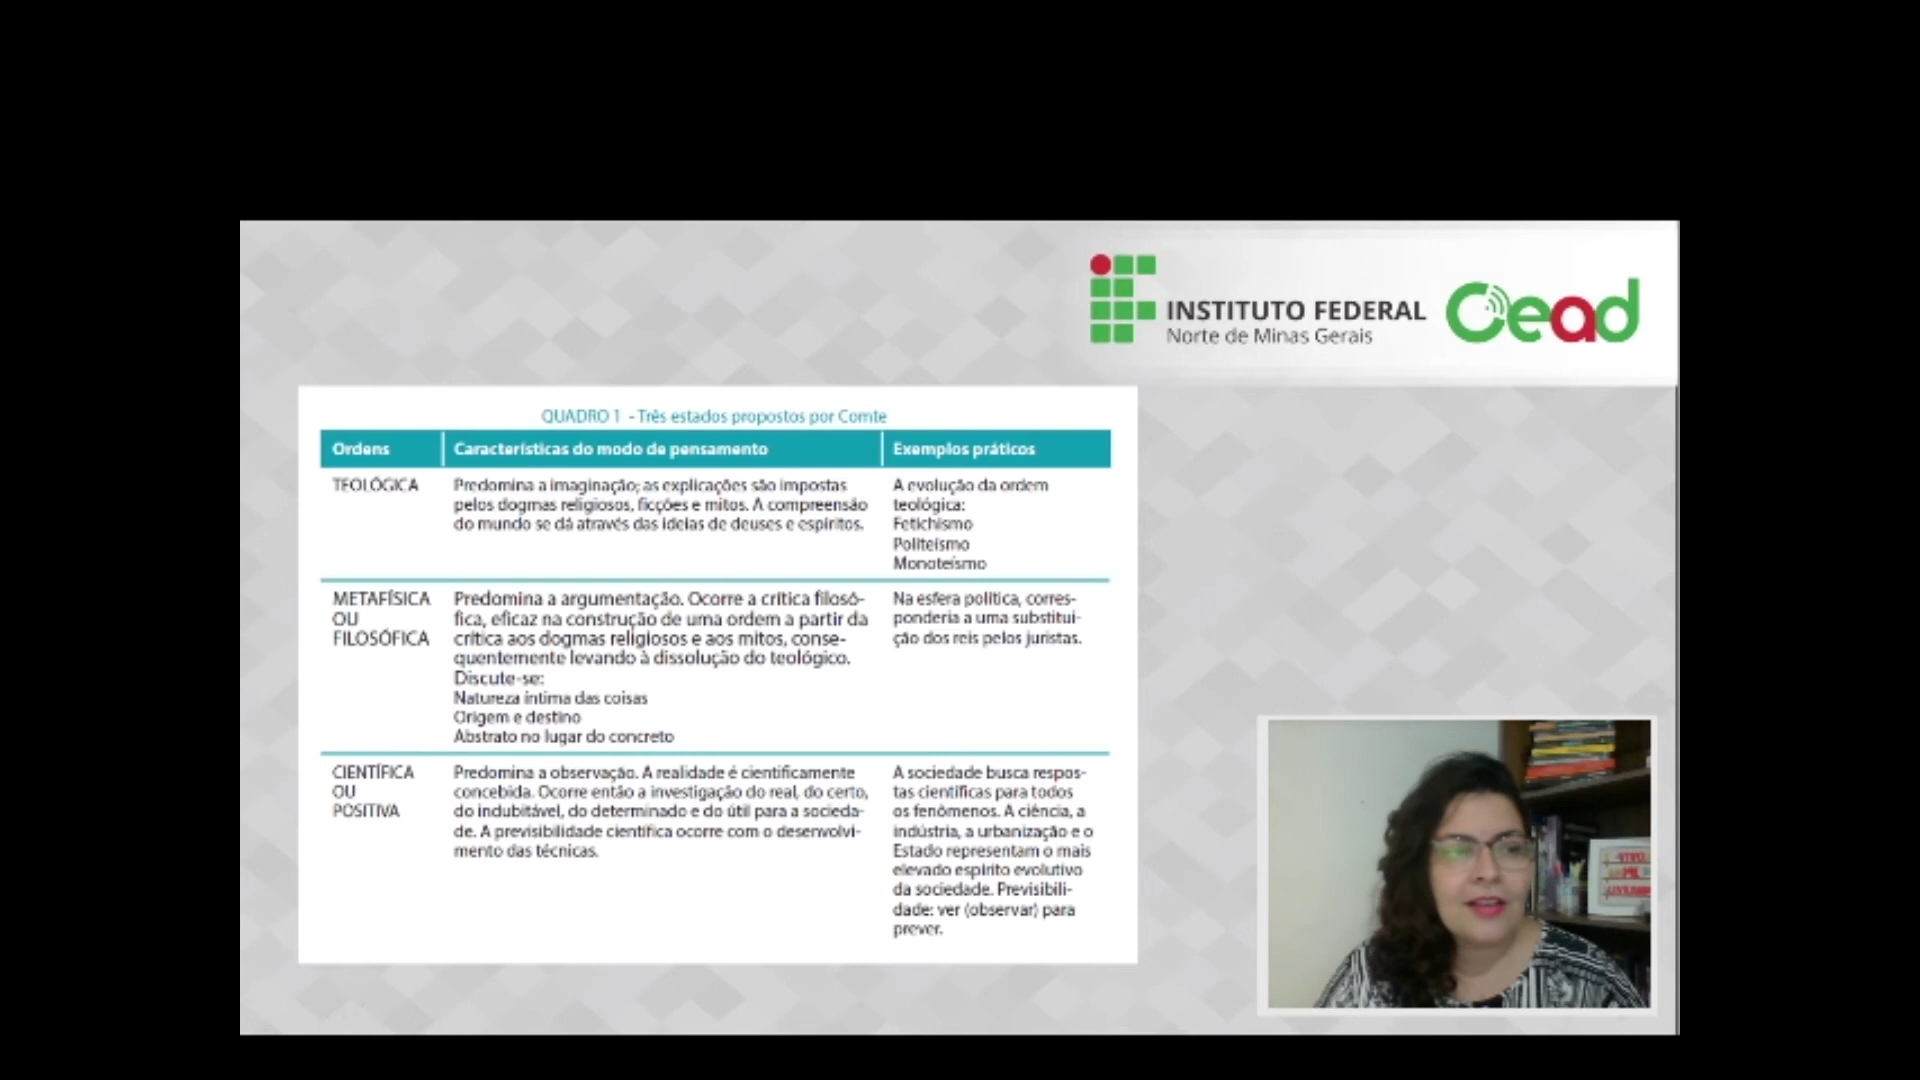 INSTITUTO FEDERAL
Norte de Minas Gerais
Cead
QUADRO 1 - Três estados propostos por Comte
Ordens
Características do modo de pensamento
Exemplos práticos
TEOLÓGICA
Predomina a imaginação; as explicações são impostas
pelos dogmas religiosos, ficções e mitos. A compreensão
do mundo se dá através das ideias de deuses e espíritos.
A evolução da ordem
teológica:
Fetichismo
Politeísmo
Monoteísmo
METAFÍSICA
OU
FILOSÓFICA
Predomina a argumentação. Ocorre a crítica filosó-
fica, eficaz na construção de uma ordem a partir da
crítica aos dogmas religiosos e aos mitos, conse-
quentemente levando à dissolução do teológico.
Discute-se:
Natureza íntima das coisas
Origem e destino
Abstrato no lugar do concreto
Na esfera política, corres-
ponderia a uma substitui-
ção dos reis pelos juristas.
CIENTÍFICA
OU
POSITIVA
Predomina a observação. A realidade é cientificamente
concebida. Ocorre então a investigação do real, do certo,
do indubitável, do determinado e do útil para a socieda-
de. A previsibilidade científica ocorre com o desenvolvi-
mento das técnicas.
A sociedade busca respos-
tas científicas para todos
os fenômenos. A ciência, a
indústria, a urbanização e o
Estado representam o mais
elevado espírito evolutivo
da sociedade. Previsibili-
dade: ver (observar) para
prever.